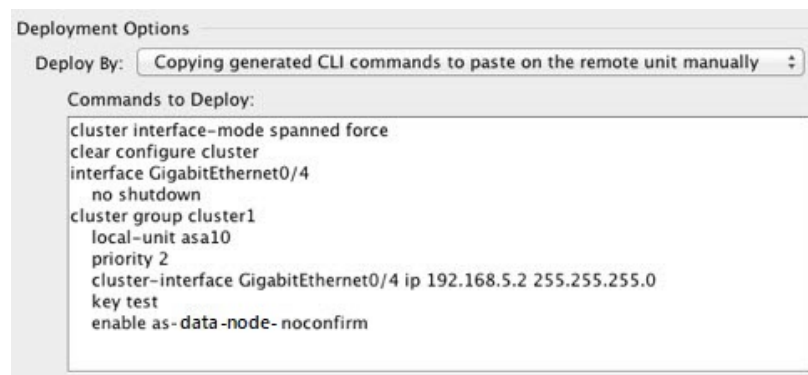 Deployment Options
Deploy By: Copying generated CLI commands to paste on the remote unit manually
Commands to Deploy:
cluster interface-mode spanned force
clear configure cluster
interface GigabitEthernet0/4
no shutdown
cluster group cluster1
local-unit asa10
priority 2
cluster-interface GigabitEthernet0/4 ip 192.168.5.2 255.255.255.0
key test
enable as-data-node-noconfirm